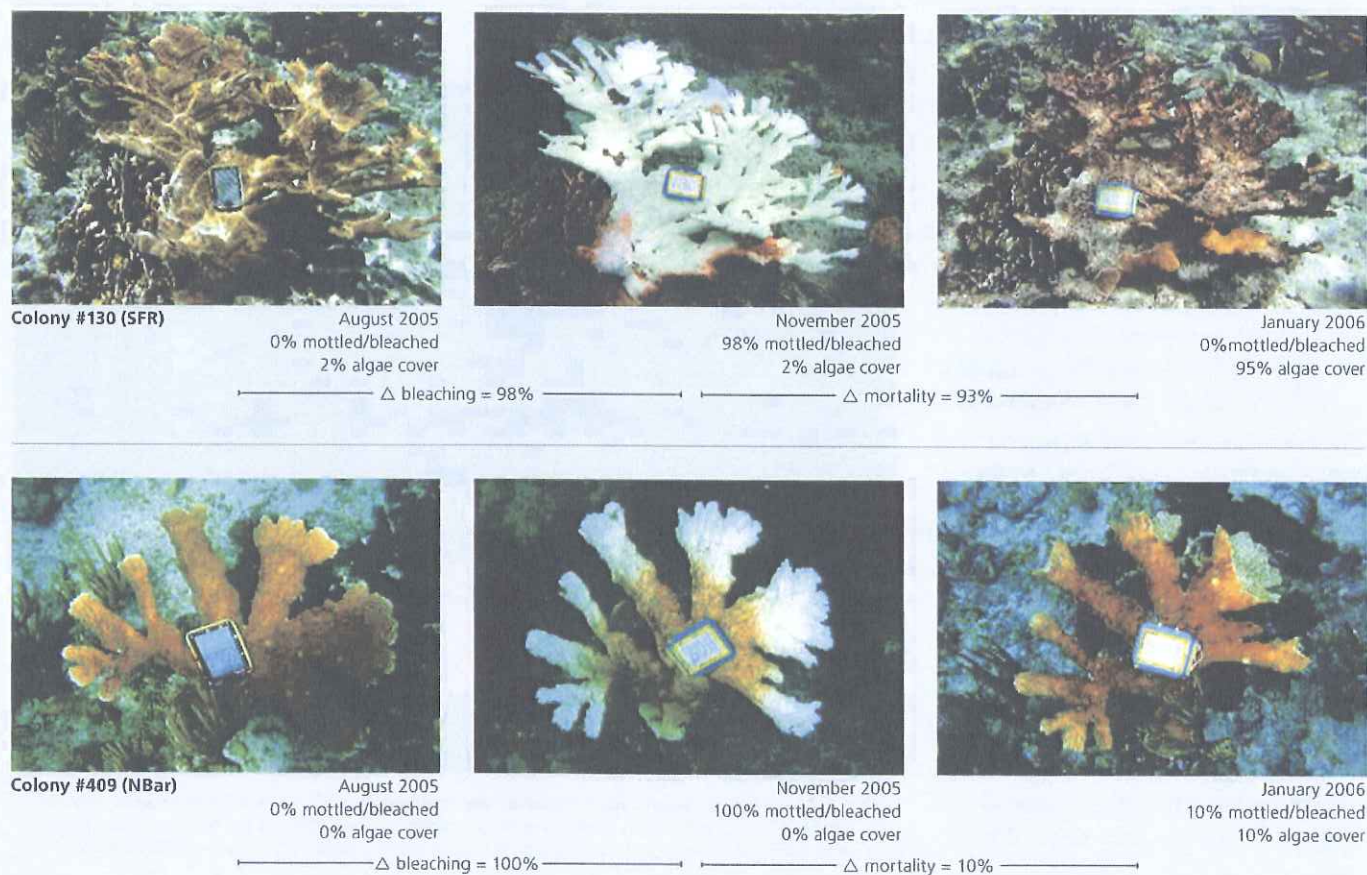 Colony #130 (SFR)
August 2005
0% mottled/bleached
2% algae cover
November 2005
98% mottled/bleached
2% algae cover
January 2006
0%mottled/bleached
95% algae cover
△ bleaching = 98%
△ mortality = 93%
Colony #409 (NBar)
August 2005
0% mottled/bleached
0% algae cover
November 2005
100% mottled/bleached
0% algae cover
January 2006
10% mottled/bleached
10% algae cover
△ bleaching = 100%
△ mortality = 10%